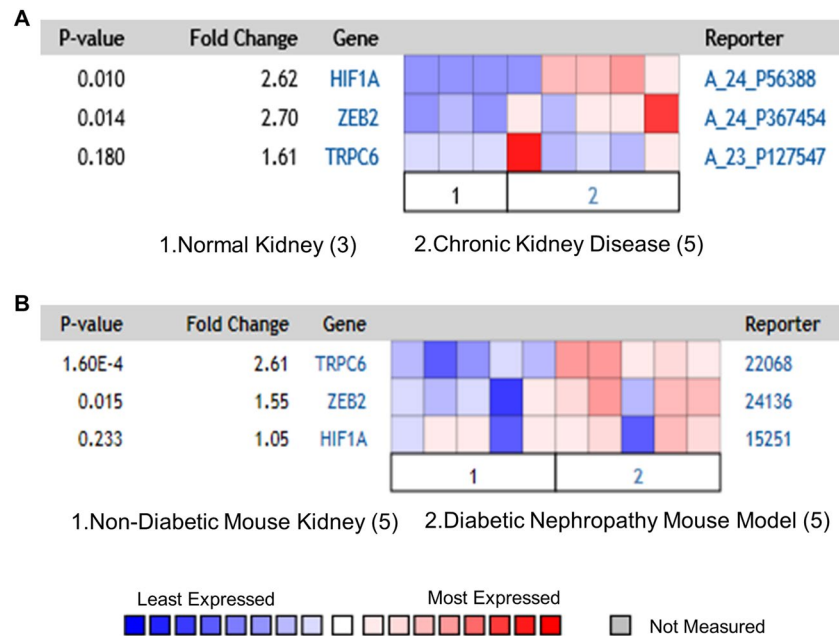 A
P-value Fold Change Gene Reporter
0.010 2.62 HIF1A A_24_P56388
0.014 2.70 ZEB2 A_24_P367454
0.180 1.61 TRPC6 A_23_P127547
1 2
1.Normal Kidney (3) 2.Chronic Kidney Disease (5)
B
P-value Fold Change Gene Reporter
1.60E-4 2.61 TRPC6 22068
0.015 1.55 ZEB2 24136
0.233 1.05 HIF1A 15251
1 2
1.Non-Diabetic Mouse Kidney (5) 2.Diabetic Nephropathy Mouse Model (5)
Least Expressed Most Expressed
Not Measured